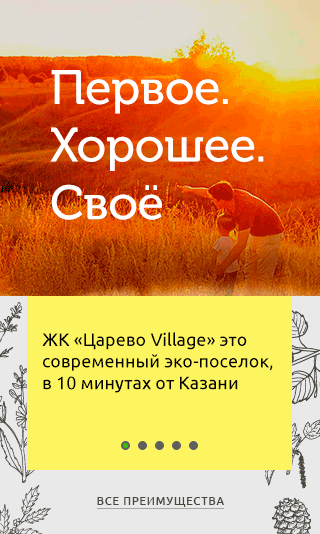 Первое.
Хорошее.
Своё
ЖК «Царево Village» это
современный эко-поселок,
в 10 минутах от Казани
ВСЕ ПРЕИМУЩЕСТВА